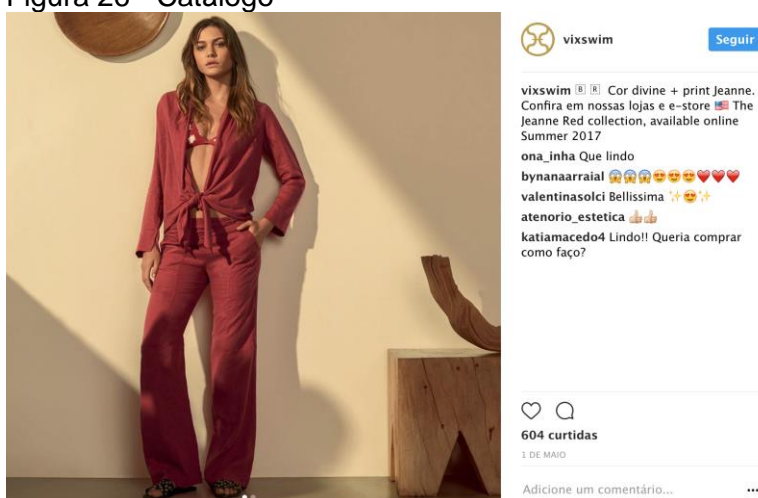 Figura 26 - Catálogo
vixswim
Seguir
vixswim 🇧 🇷 Cor divine + print Jeanne.
Confira em nossas lojas e e-store 🇺🇸 The
Jeanne Red collection, available online
Summer 2017
ona_inha Que lindo
bynanaarraial 😱😱😱😍😍😍❤️❤️❤️
valentinasolci Bellissima ✨😍✨
atenorio_estetica 👍🏻👍🏻
katiamacedo4 Lindo!! Queria comprar
como faço?
604 curtidas
1 DE MAIO
Adicione um comentário...